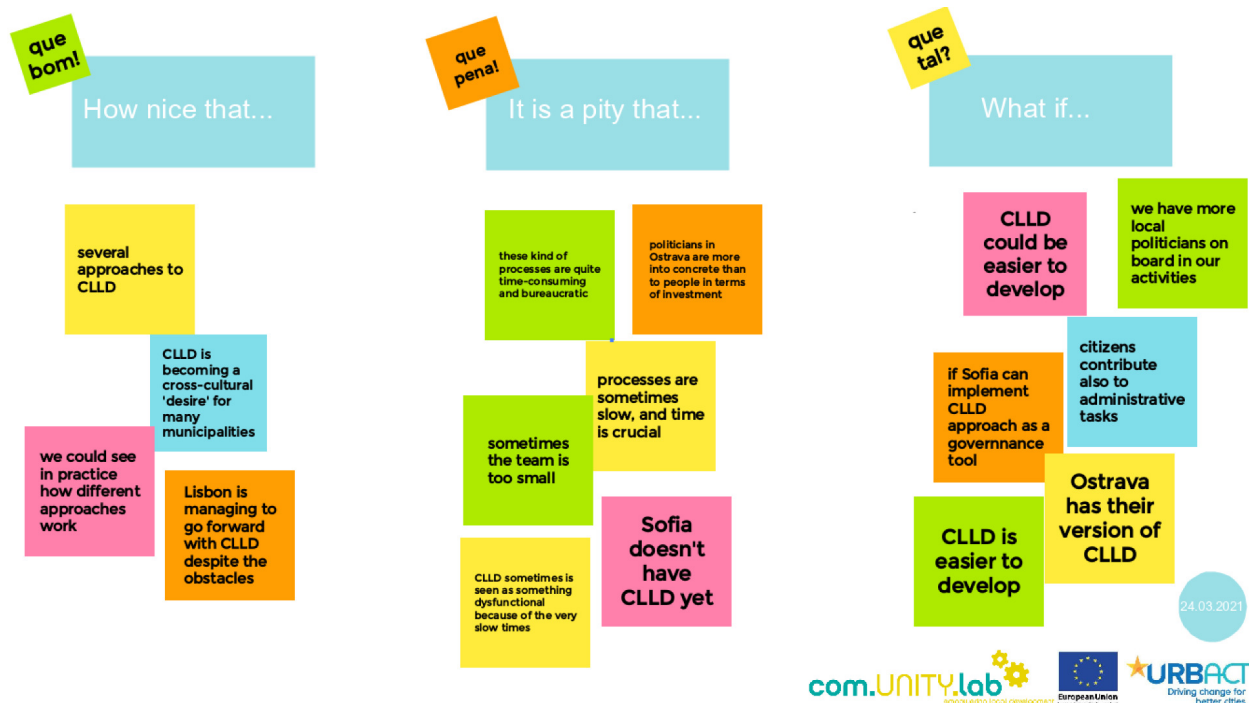 que
bom!
How nice that...
several
approaches to
CLLD
CLLD is
becoming a
cross-cultural
'desire' for
many
municipalities
we could see
in practice
how different
approaches
work
Lisbon is
managing to
go forward
with CLLD
despite the
obstacles
que
pena!
It is a pity that...
these kind of
processes are quite
time-consuming
and bureaucratic
politicians in
Ostrava are more
into concrete than
to people in terms
of investment
processes are
sometimes
slow, and time
is crucial
sometimes
the team is
too small
Sofia
doesn't
have
CLLD yet
CLLD sometimes is
seen as something
dysfunctional
because of the very
slow times
que
tal?
What if...
CLLD
could be
easier to
develop
we have more
local
politicians on
board in our
activities
citizens
contribute
also to
administrative
tasks
if Sofia can
implement
CLLD
approach as a
governnance
tool
Ostrava
has their
version of
CLLD
CLLD is
easier to
develop
24.03.2021
com.UNITY.lab
European Union
URBACT
Driving change for
better cities